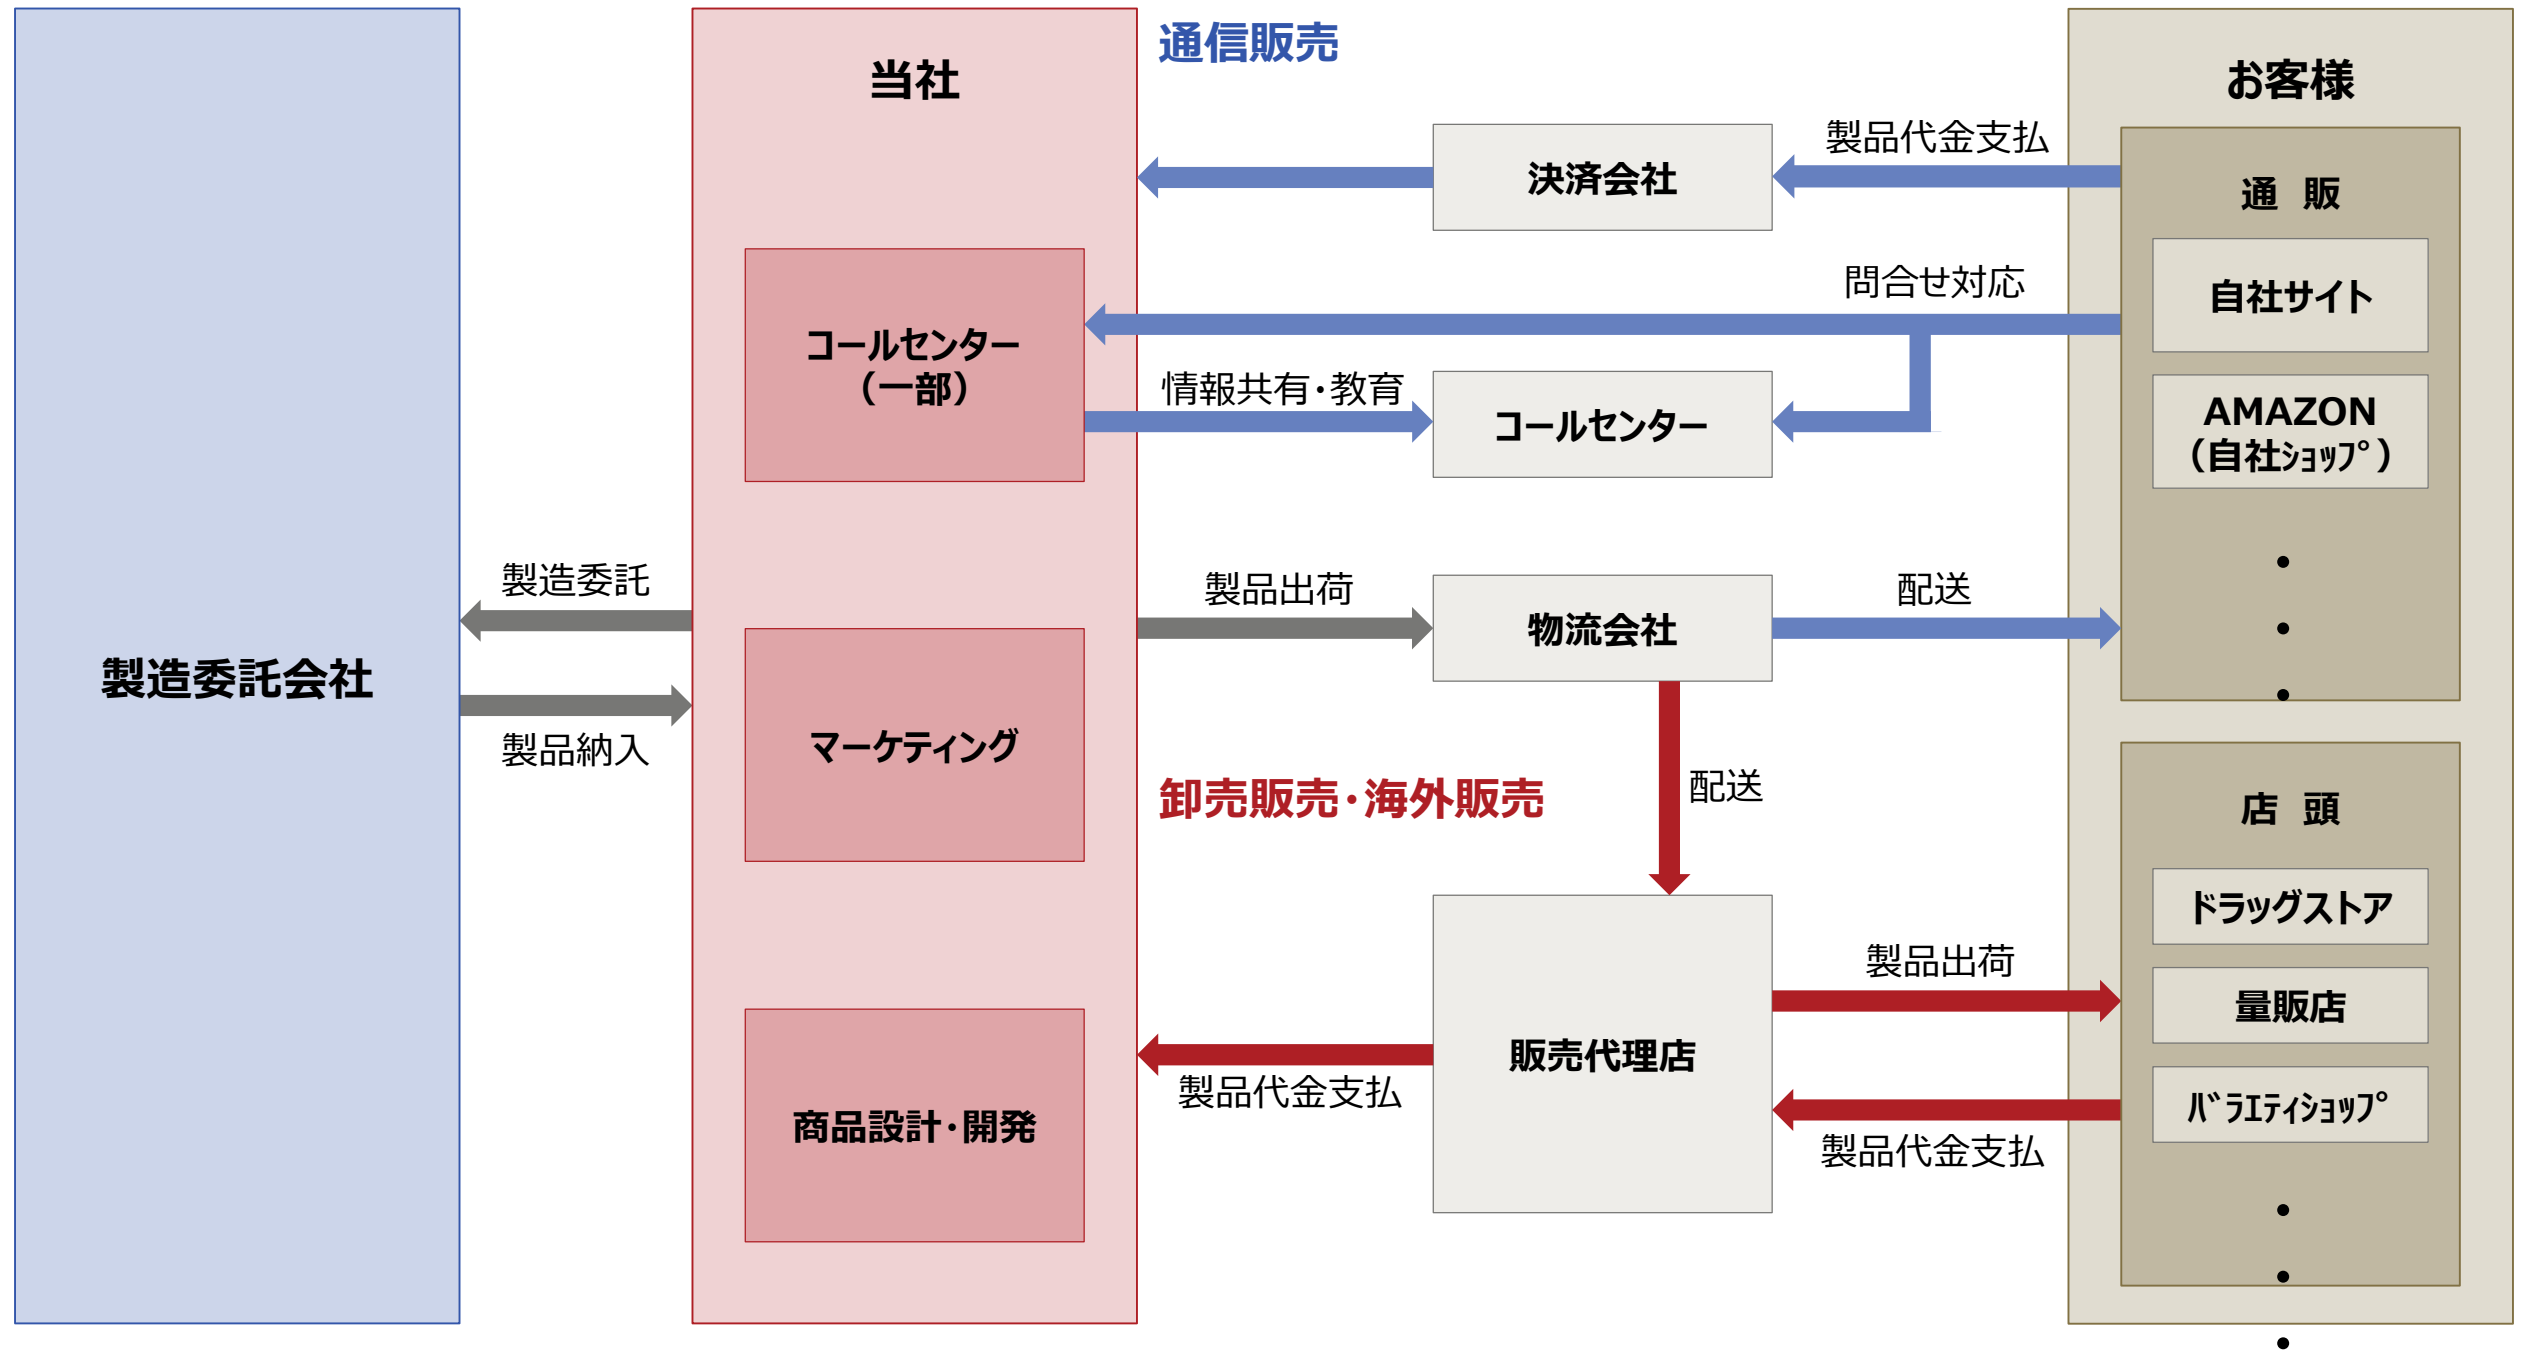 製造委託会社
製造委託
製品納入
当社
コールセンター
（一部）
マーケティング
商品設計・開発
通信販売
決済会社
製品代金支払
問合せ対応
情報共有・教育
コールセンター
製品出荷
物流会社
配送
卸売販売・海外販売
配送
販売代理店
製品出荷
製品代金支払
製品代金支払
お客様
通　販
自社サイト
AMAZON
（自社ｼｮｯﾌﾟ）
・
・
・
店　頭
ドラッグストア
量販店
ﾊﾞﾗｴﾃｨｼｮｯﾌﾟ
・
・
・